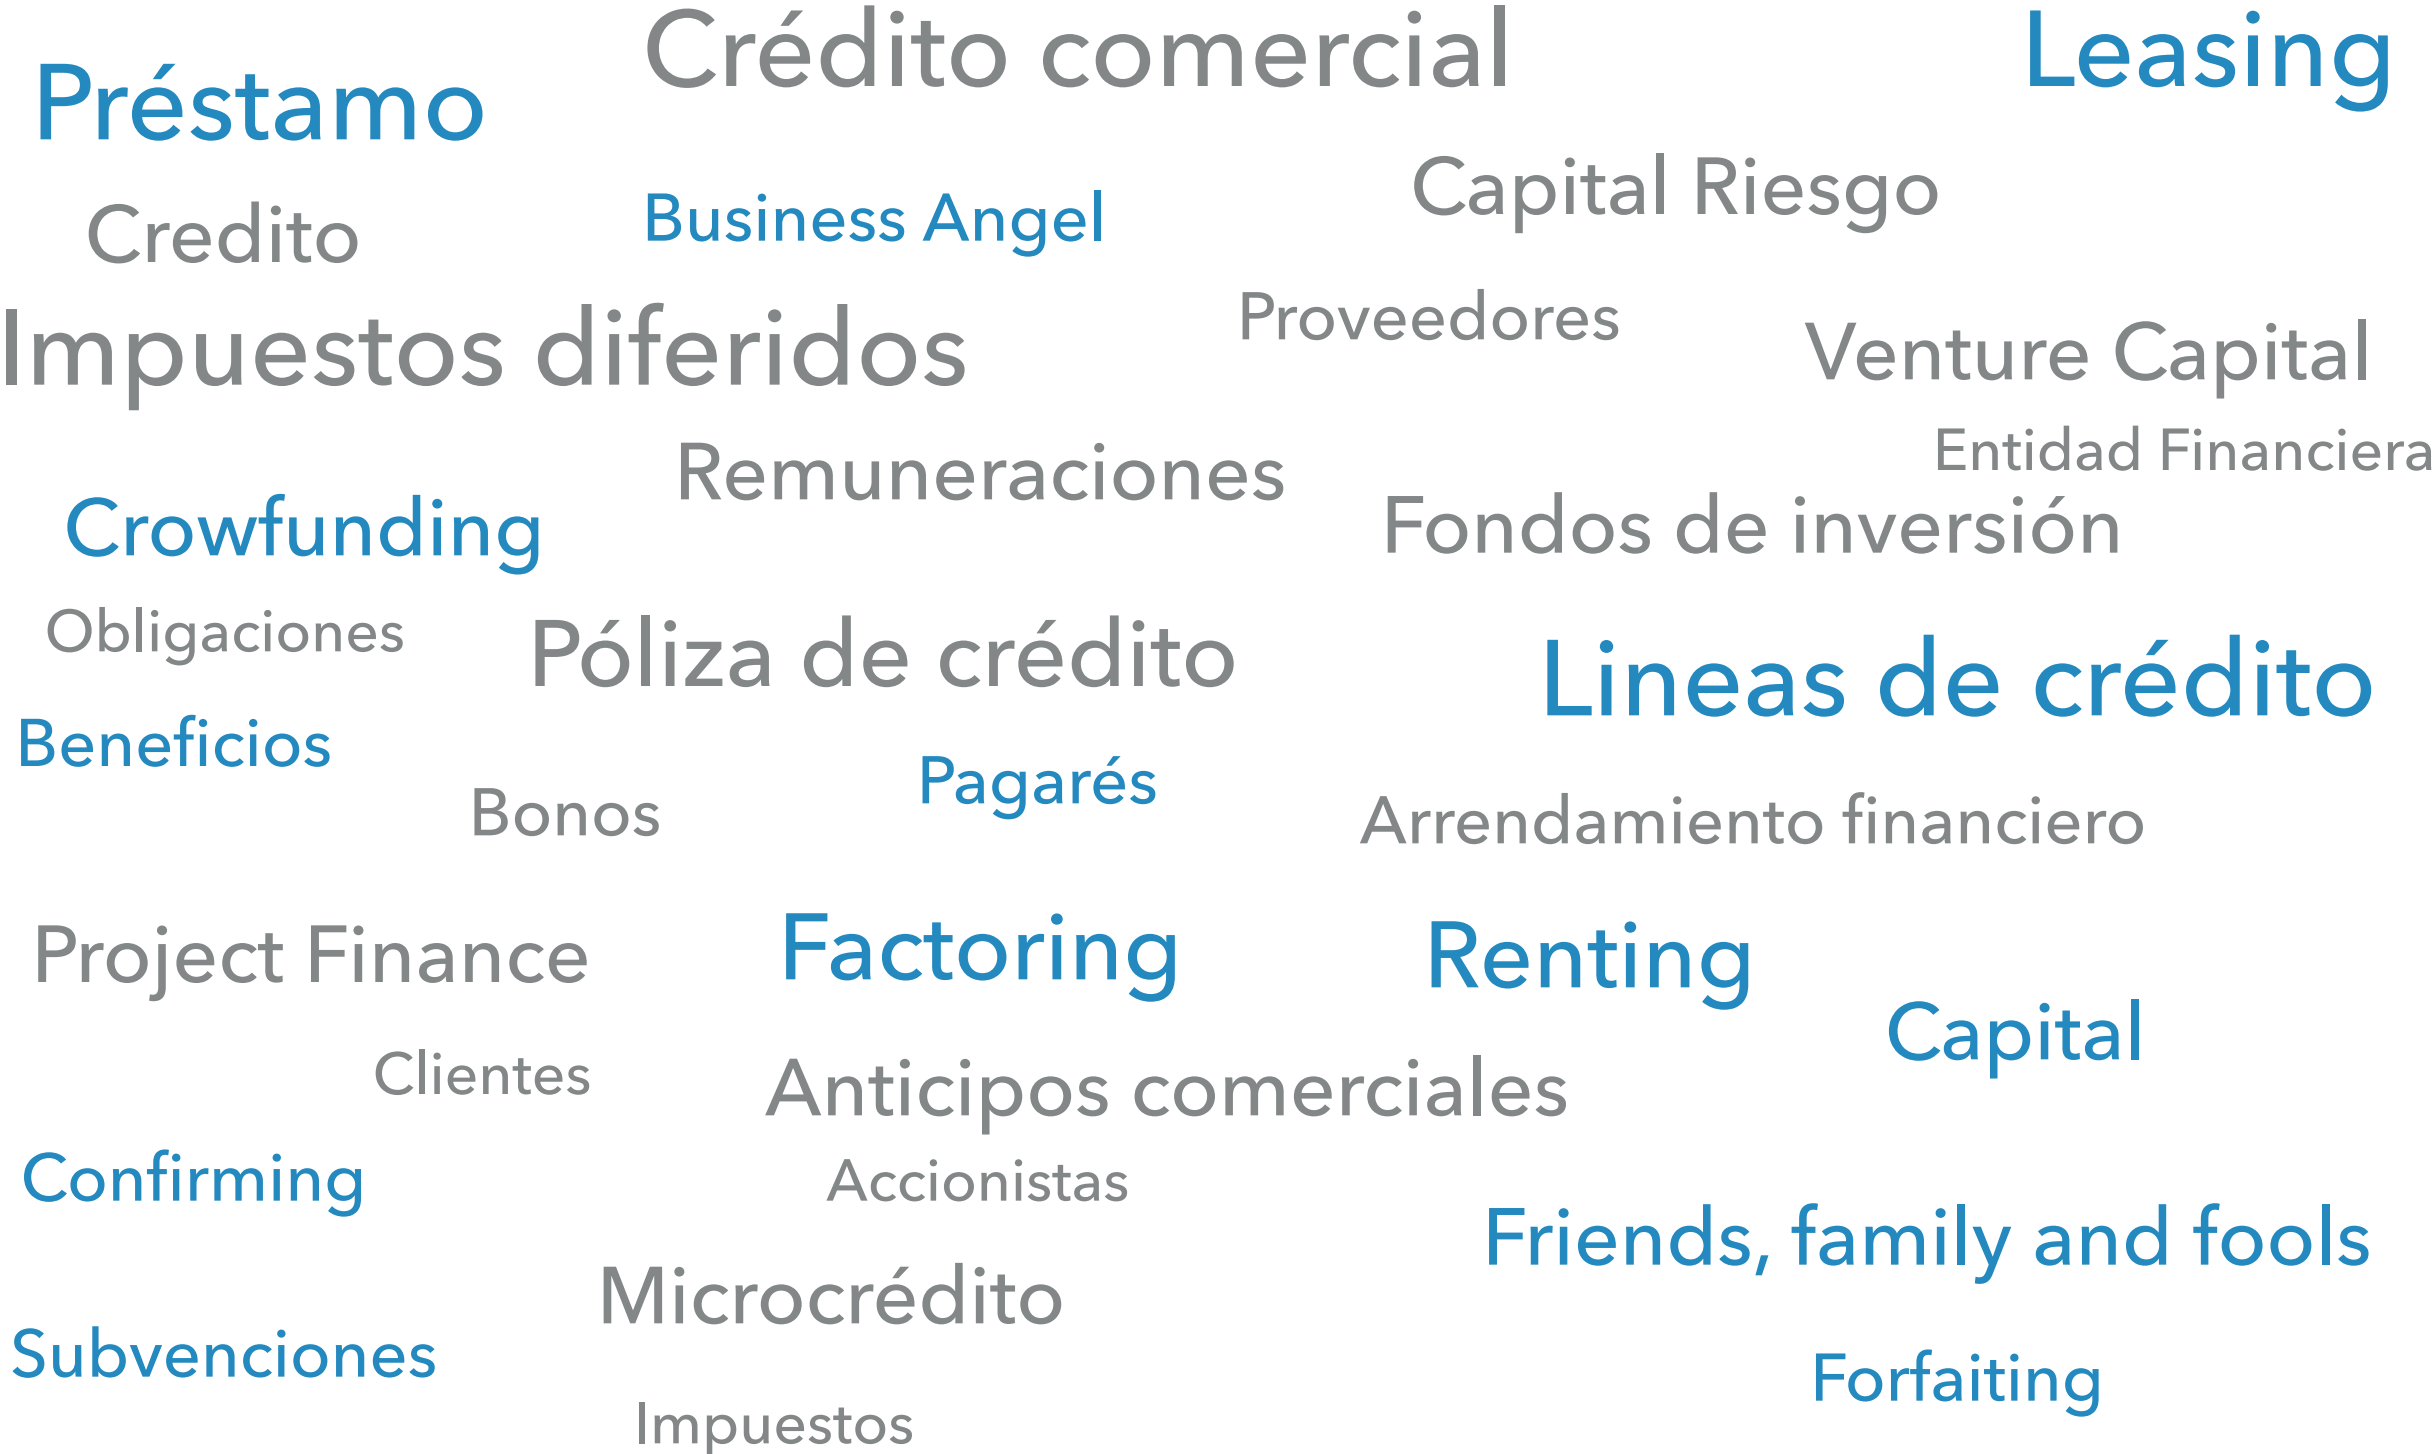 Crédito comercial
Leasing
Préstamo
Capital Riesgo
Business Angel
Credito
Proveedores
Impuestos diferidos
Venture Capital
Entidad Financiera
Remuneraciones
Crowfunding
Fondos de inversión
Obligaciones
Póliza de crédito
Lineas de crédito
Beneficios
Pagarés
Bonos
Arrendamiento financiero
Project Finance
Factoring
Renting
Capital
Clientes
Anticipos comerciales
Confirming
Accionistas
Friends, family and fools
Microcrédito
Subvenciones
Forfaiting
Impuestos